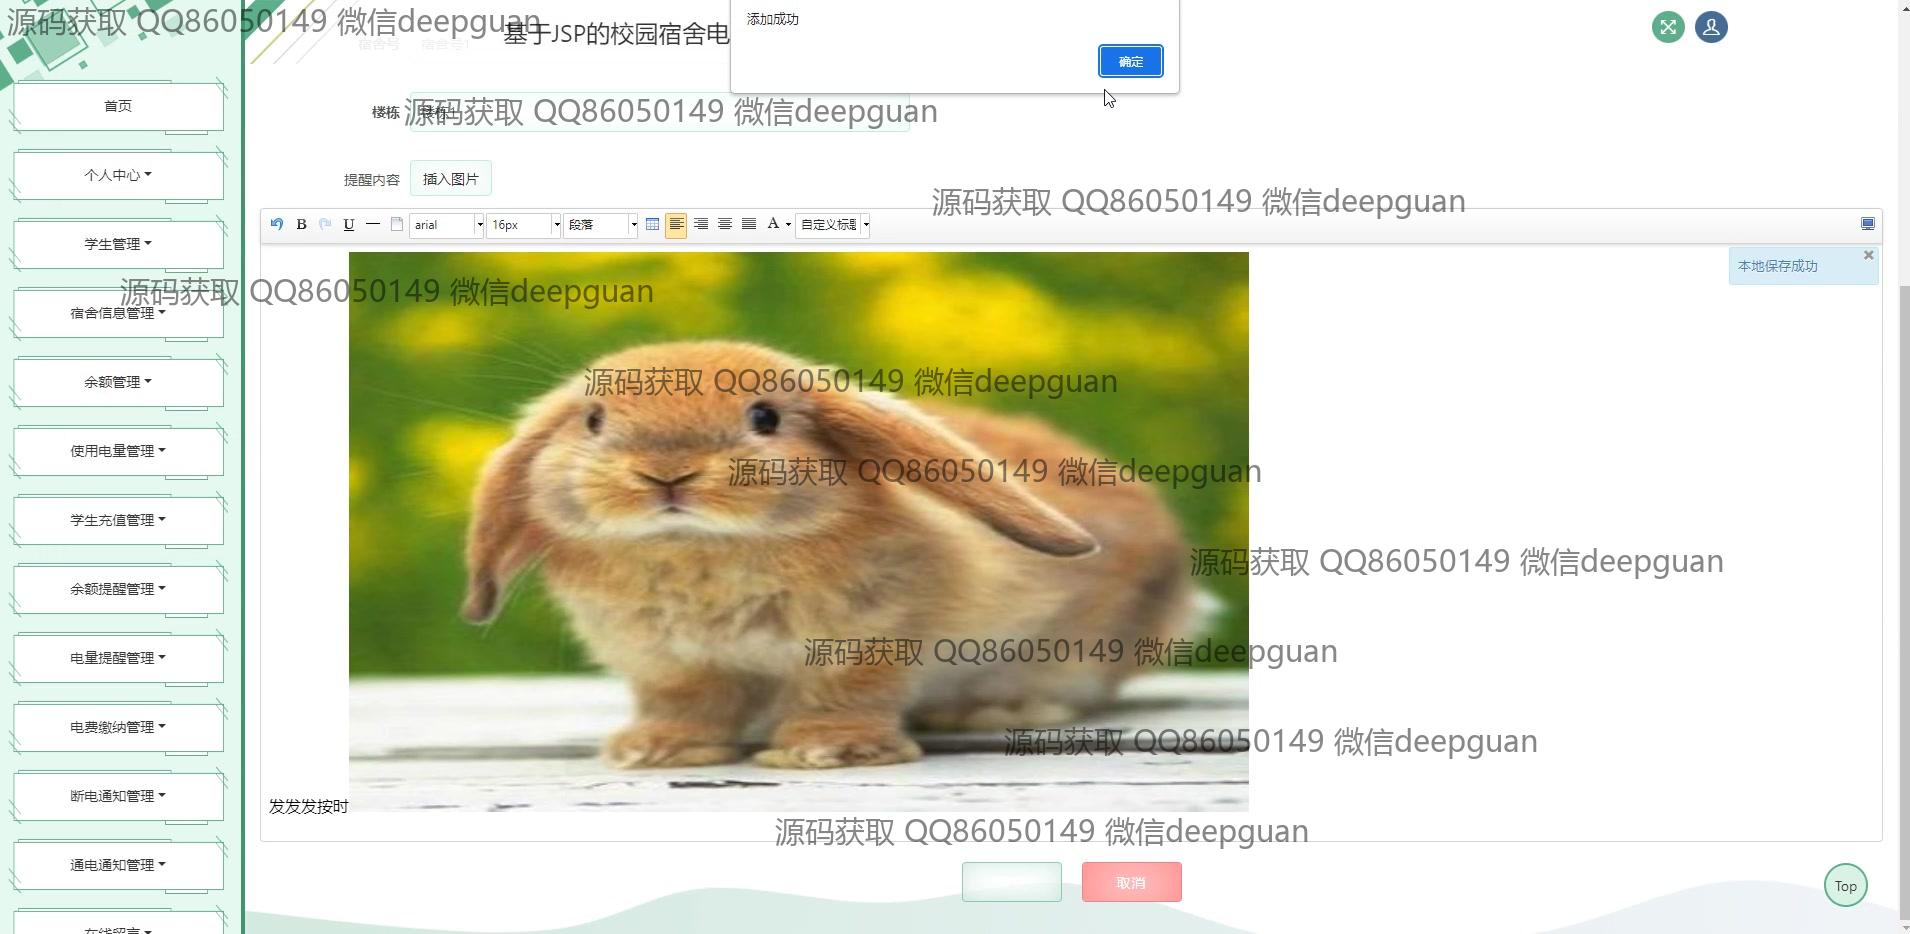 源码获取 QQ86050149 微信deepguan
基于JSP的校园宿舍电
添加成功
确定
宿舍号
宿舍号1
首页
个人中心
学生管理
宿舍信息管理
余额管理
使用电量管理
学生充值管理
余额提醒管理
电量提醒管理
电费缴纳管理
断电通知管理
通电通知管理
在线留言
楼栋
源码获取 QQ86050149 微信deepguan
提醒内容
插入图片
源码获取 QQ86050149 微信deepguan
B U arial 16px 段落 A 自定义标题
本地保存成功
源码获取 QQ86050149 微信deepguan
源码获取 QQ86050149 微信deepguan
源码获取 QQ86050149 微信deepguan
源码获取 QQ86050149 微信deepguan
源码获取 QQ86050149 微信deepguan
源码获取 QQ86050149 微信deepguan
发发发按时
源码获取 QQ86050149 微信deepguan
取消
Top